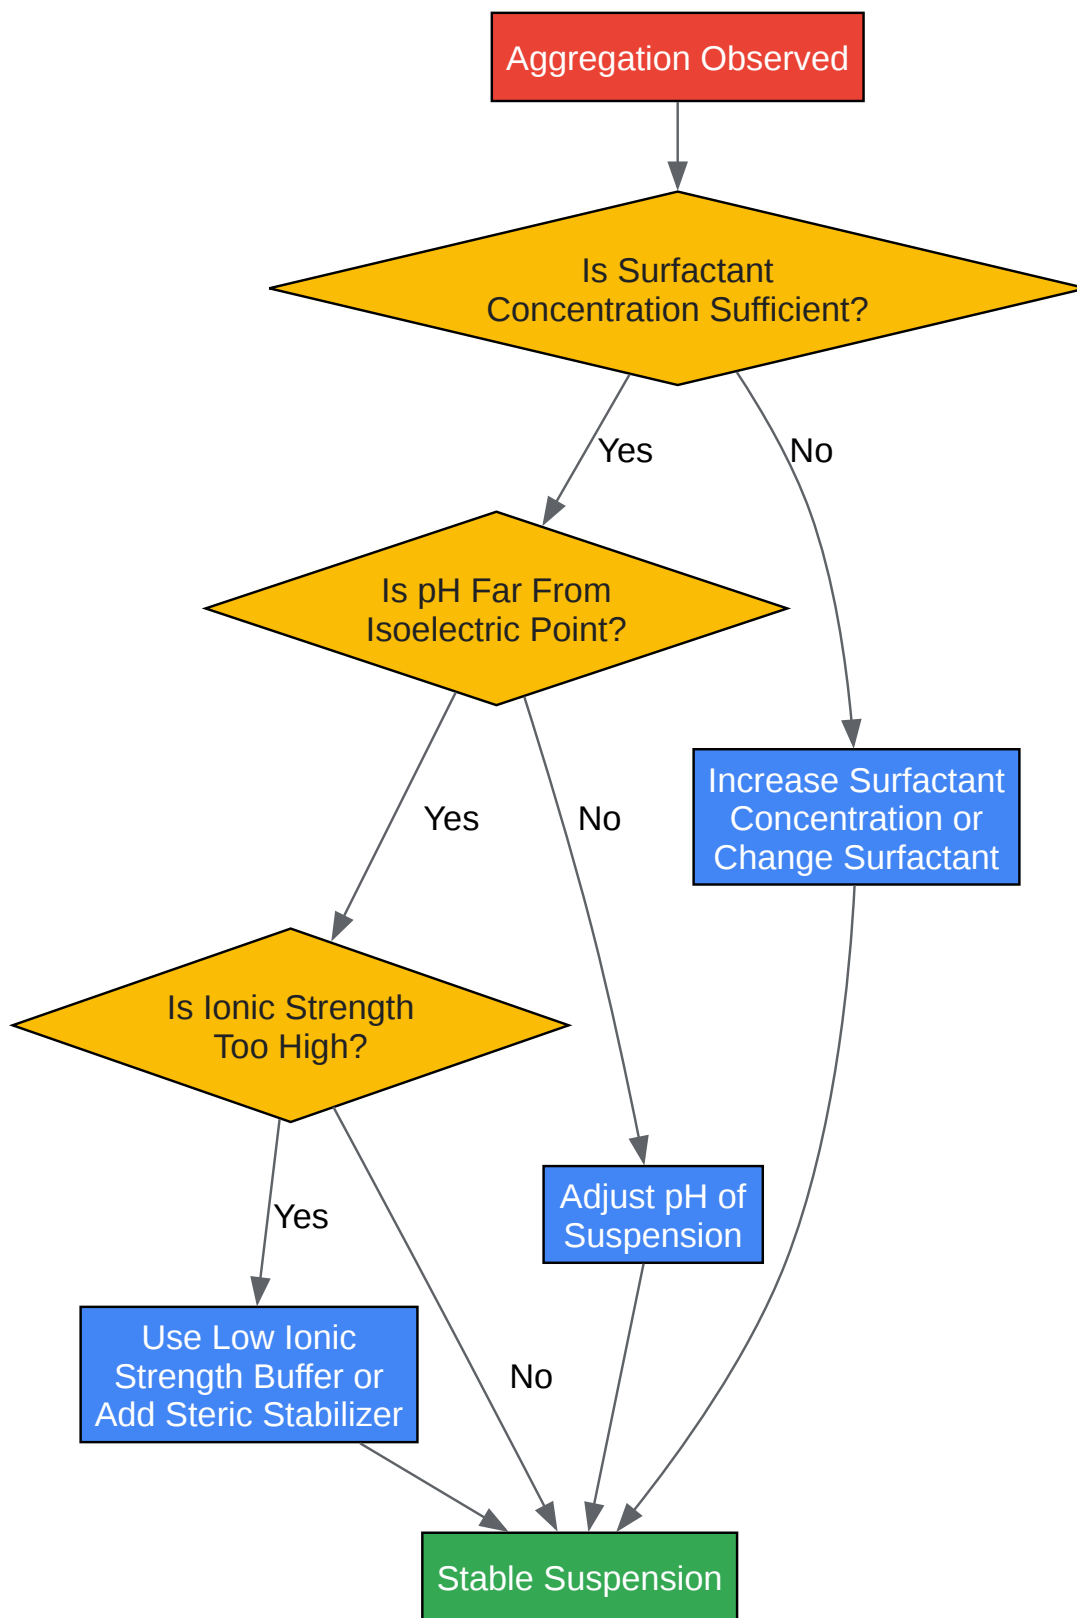 Aggregation Observed
Is Surfactant
Concentration Sufficient?
Yes
No
Is pH Far From
Isoelectric Point?
Increase Surfactant
Concentration or
Change Surfactant
Yes
No
Is Ionic Strength
Too High?
Adjust pH of
Suspension
Yes
Use Low Ionic
Strength Buffer or
Add Steric Stabilizer
No
Stable Suspension